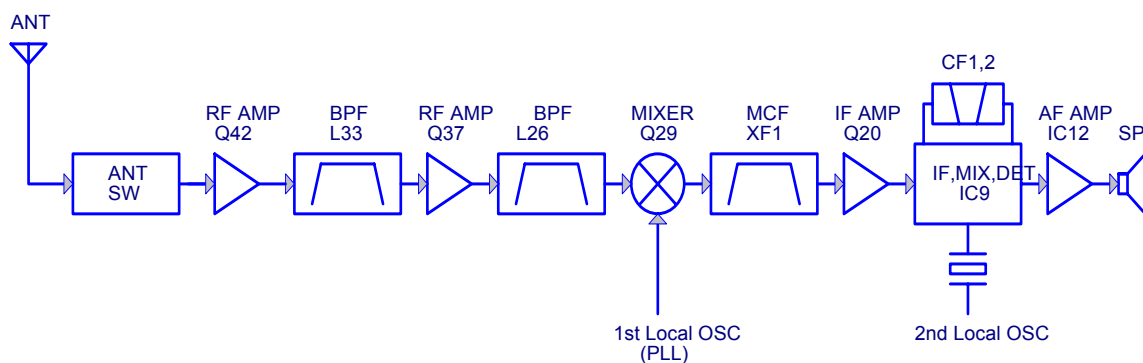 ANT
ANT
SW
RF AMP
Q42
BPF
L33
RF AMP
Q37
BPF
L26
MIXER
Q29
1st Local OSC
(PLL)
MCF
XF1
IF AMP
Q20
CF1,2
IF,MIX,DET
IC9
2nd Local OSC
AF AMP
IC12
SP